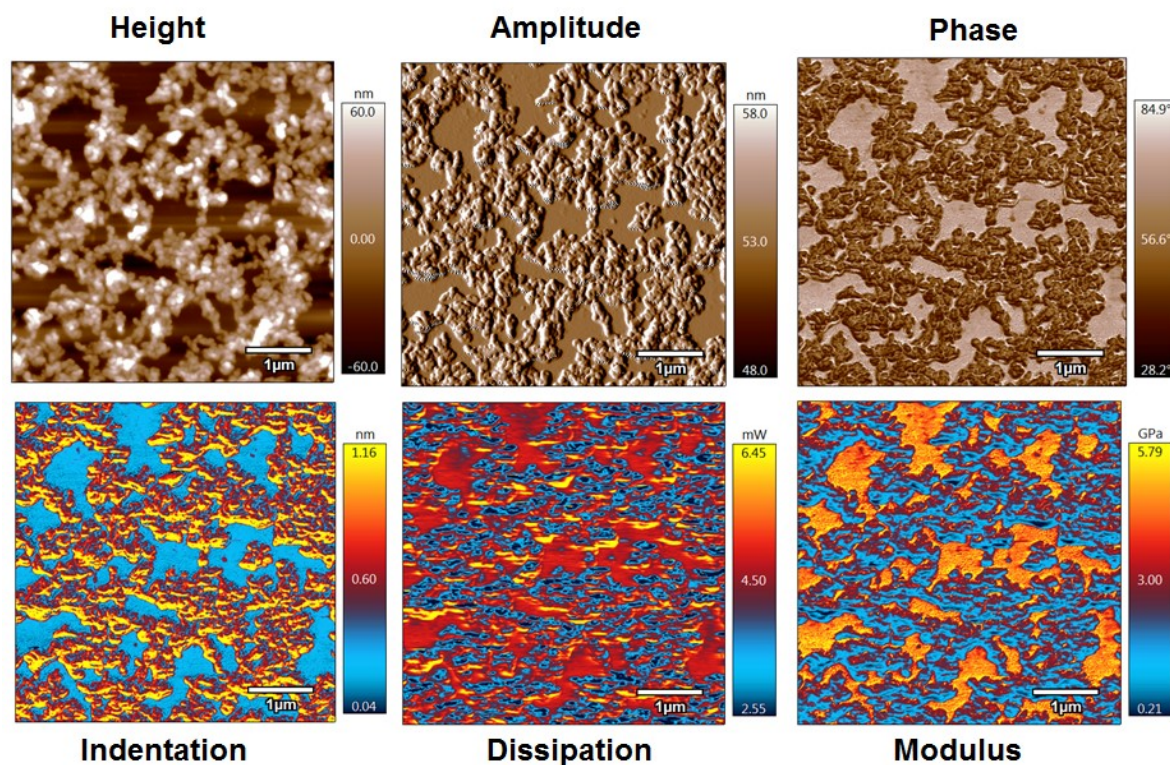 Height
Amplitude
Phase
nm
60.0
0.00
-60.0
1µm
nm
58.0
53.0
48.0
1µm
84.9°
56.6°
28.2°
1µm
nm
1.16
0.60
0.04
1µm
mW
6.45
4.50
2.55
1µm
GPa
5.79
3.00
0.21
1µm
Indentation
Dissipation
Modulus